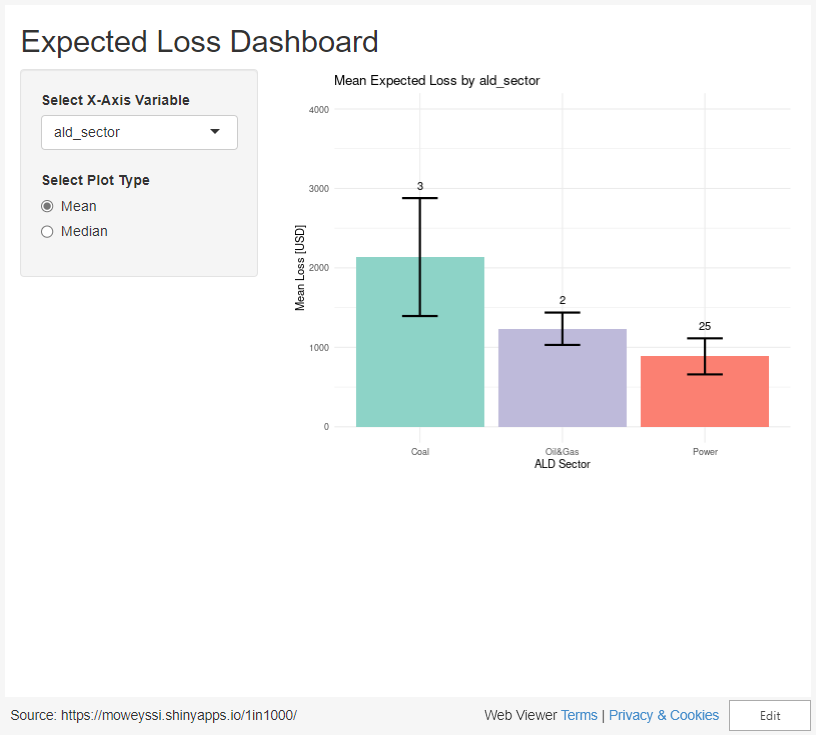 Expected Loss Dashboard
Select X-Axis Variable
ald_sector
Select Plot Type
Mean
Median
Mean Expected Loss by ald_sector
4000
3000
2000
1000
0
Mean Loss [USD]
3
2
25
Coal
Oil&Gas
Power
ALD Sector
Source: https://moweyssi.shinyapps.io/1in1000/
Web Viewer Terms | Privacy & Cookies
Edit